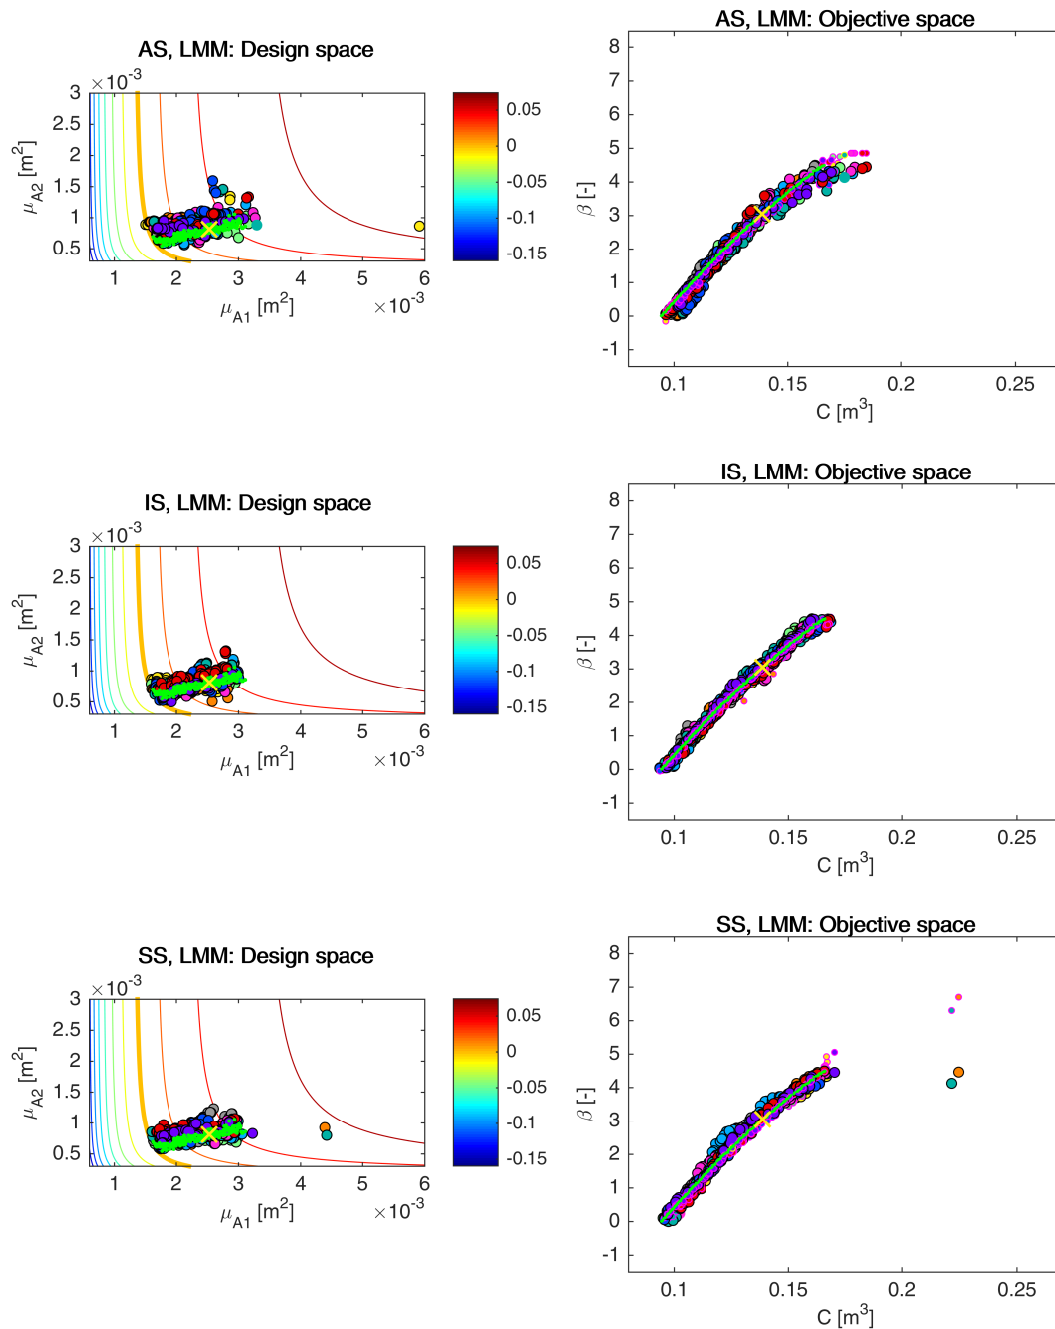 AS, LMM: Design space
×10⁻³
3
2.5
2
1.5
1
0.5
μA2 [m²]
1 2 3 4 5 6
μA1 [m²]
×10⁻³
0.05
0
-0.05
-0.1
-0.15
AS, LMM: Objective space
8
7
6
5
4
3
2
1
0
-1
β [-]
0.1 0.15 0.2 0.25
C [m³]
IS, LMM: Design space
×10⁻³
3
2.5
2
1.5
1
0.5
μA2 [m²]
1 2 3 4 5 6
μA1 [m²]
×10⁻³
0.05
0
-0.05
-0.1
-0.15
IS, LMM: Objective space
8
7
6
5
4
3
2
1
0
-1
β [-]
0.1 0.15 0.2 0.25
C [m³]
SS, LMM: Design space
×10⁻³
3
2.5
2
1.5
1
0.5
μA2 [m²]
1 2 3 4 5 6
μA1 [m²]
×10⁻³
0.05
0
-0.05
-0.1
-0.15
SS, LMM: Objective space
8
7
6
5
4
3
2
1
0
-1
β [-]
0.1 0.15 0.2 0.25
C [m³]